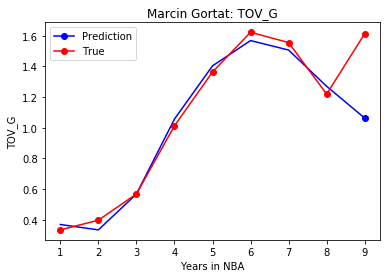 Marcin Gortat: TOV_G
Prediction
True
TOV_G
1.6
1.4
1.2
1.0
0.8
0.6
0.4
1 2 3 4 5 6 7 8 9
Years in NBA